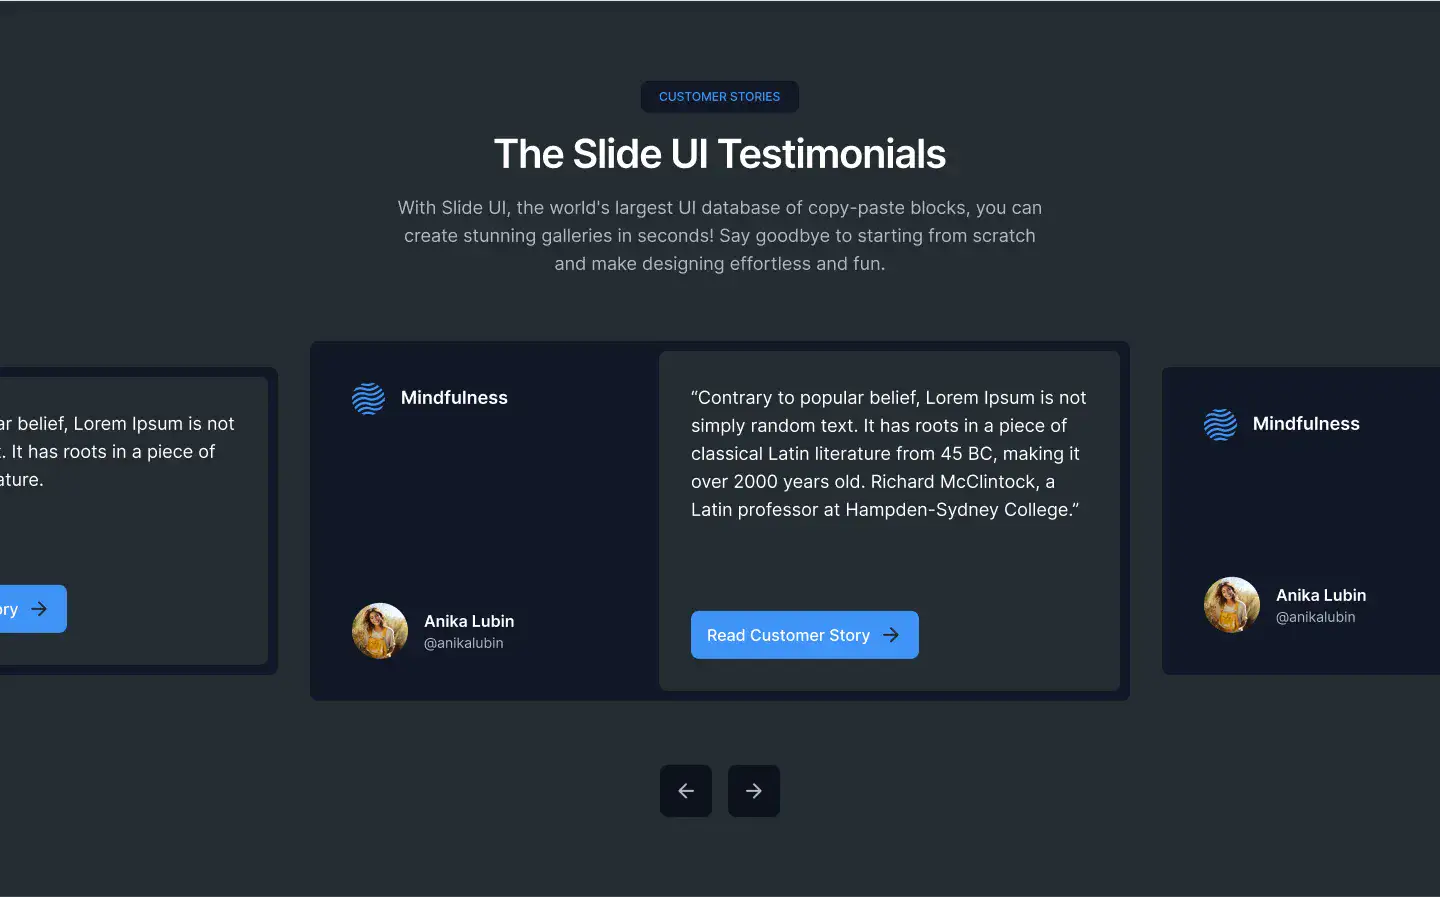 CUSTOMER STORIES
The Slide UI Testimonials
With Slide UI, the world's largest UI database of copy-paste blocks, you can
create stunning galleries in seconds! Say goodbye to starting from scratch
and make designing effortless and fun.
belief, Lorem Ipsum is not
It has roots in a piece of
Mindfulness
Anika Lubin
@anikalubin
“Contrary to popular belief, Lorem Ipsum is not
simply random text. It has roots in a piece of
classical Latin literature from 45 BC, making it
over 2000 years old. Richard McClintock, a
Latin professor at Hampden-Sydney College.”
Read Customer Story
Mindfulness
Anika Lubin
@anikalubin